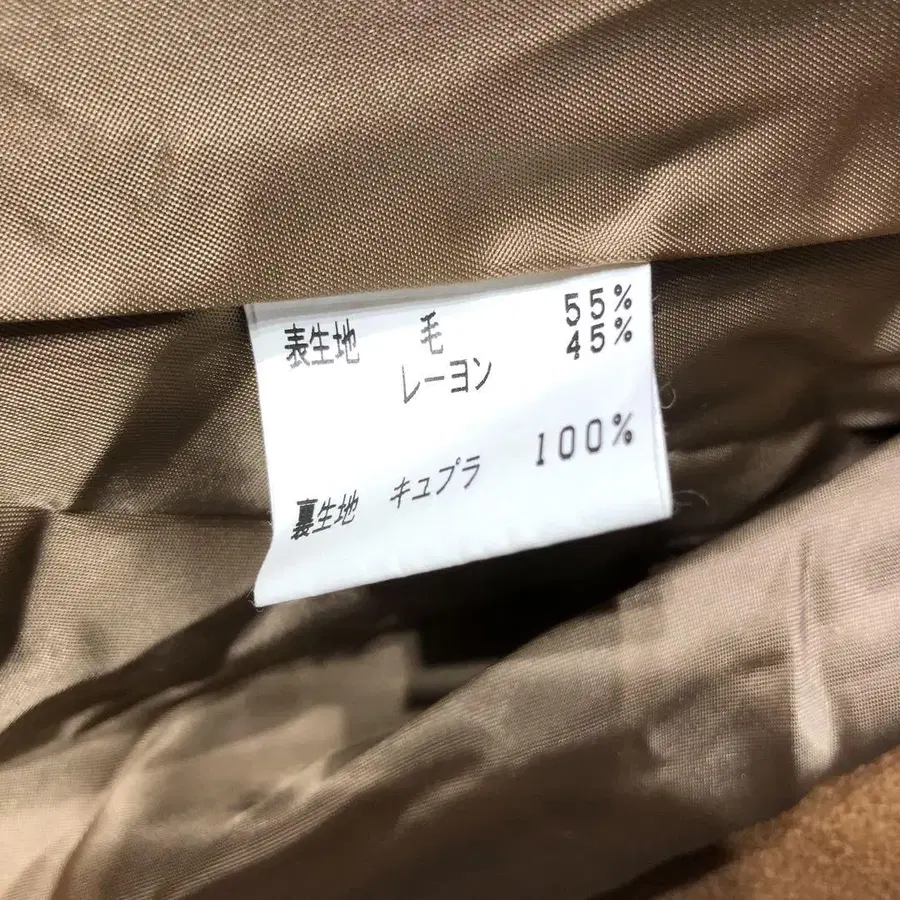 表生地 毛 55%
レーヨン 45%
裏生地 キュプラ 100%